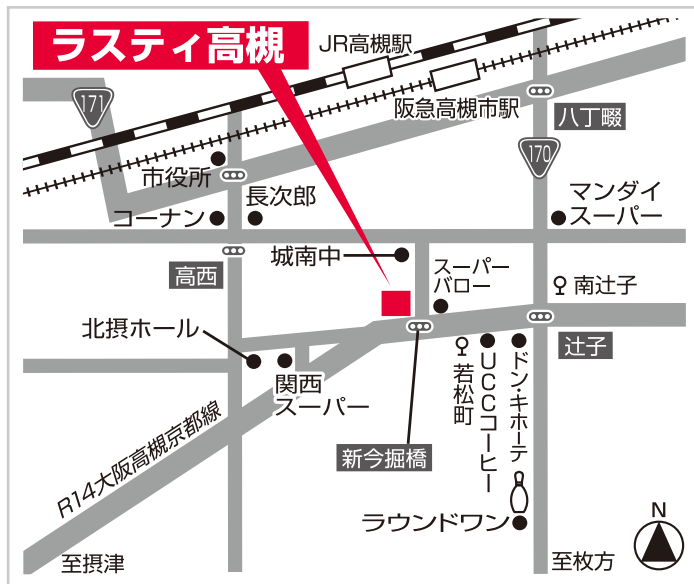 ラスティ高槻
JR高槻駅
171
阪急高槻市駅
八丁畷
170
市役所
長次郎
コーナン
マンダイ
スーパー
高西
城南中
スーパー
バロー
南辻子
北摂ホール
辻子
関西
スーパー
若松町
UCCコーヒー
ドン・キホーテ
新今掘橋
R14大阪高槻京都線
ラウンドワン
N
至摂津
至枚方